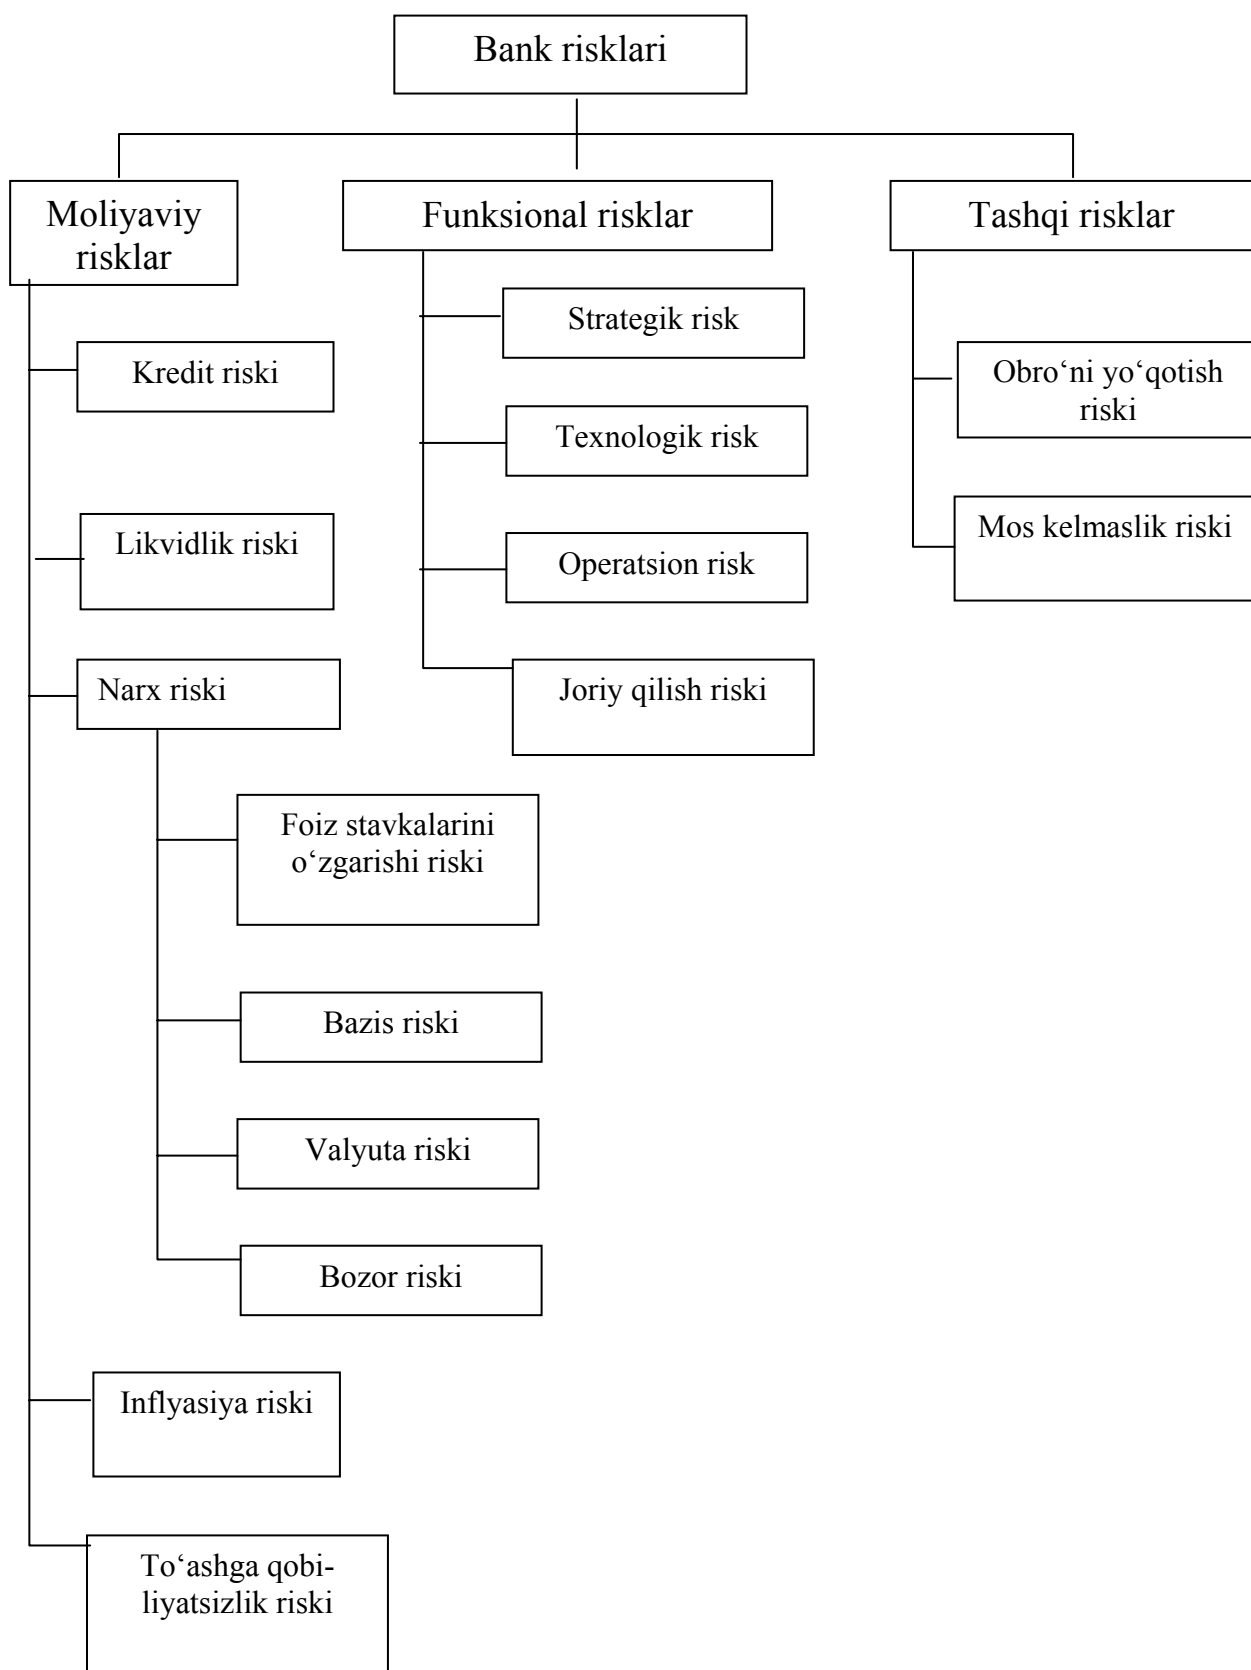 Bank risklari
Moliyaviy
risklar
Funksional risklar
Tashqi risklar
Strategik risk
Kredit riski
Obro‘ni yo‘qotish
riski
Texnologik risk
Likvidlik riski
Mos kelmaslik riski
Operatsion risk
Narx riski
Joriy qilish riski
Foiz stavkalarini
o‘zgarishi riski
Bazis riski
Valyuta riski
Bozor riski
Inflyasiya riski
To‘ashga qobi-
liyatsizlik riski